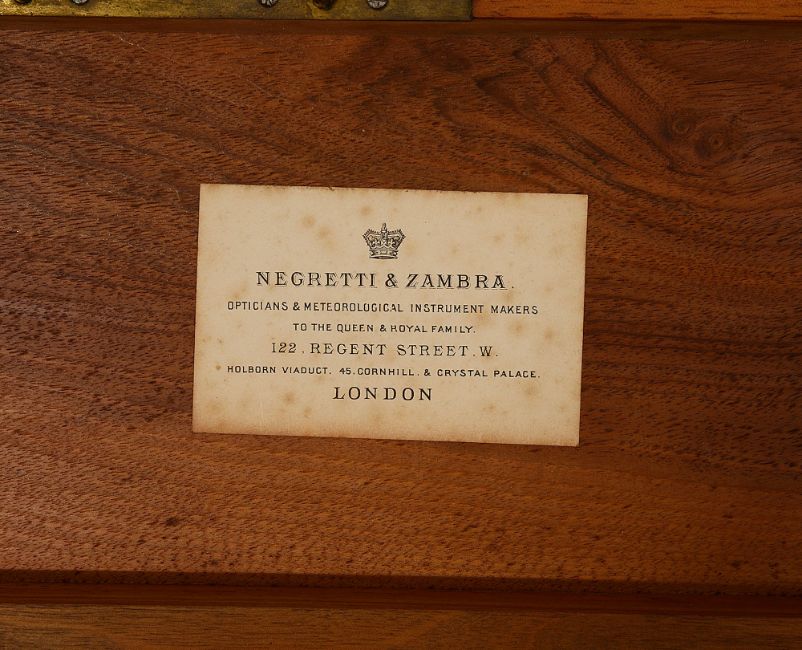 NEGRETTI & ZAMBRA.
OPTICIANS & METEOROLOGICAL INSTRUMENT MAKERS
TO THE QUEEN & ROYAL FAMILY.
122. REGENT STREET. W.
HOLBORN VIADUCT. 45. CORNHILL. & CRYSTAL PALACE.
LONDON